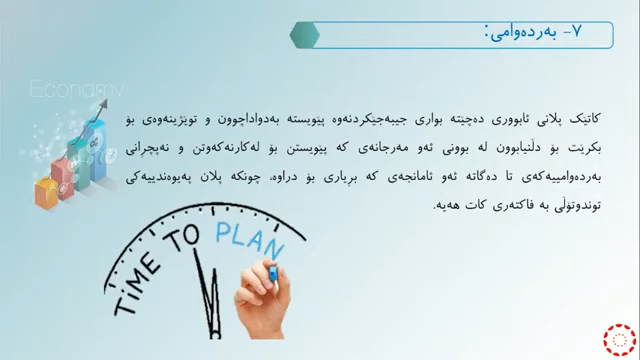 ٧- بەردەوامی:
Economy
کاتێک پلانی ئابووری دەچێتە بواری جیبەجێکردنەوە پێویستە بەدواداچوون و توێژینەوەی بۆ
بکرێت بۆ دڵنیابوون لە بوونی ئەو مەرجانەی کە پێویستن بۆ لەکارنەکەوتن و نەپچڕانی
بەردەوامییەکەی تا دەگاتە ئەو ئامانجەی کە بڕیاری بۆ دراوە، چونکە پلان پەیوەندییەکی
توندوتۆڵی بە فاکتەری کات هەیە.
TIME TO PLAN